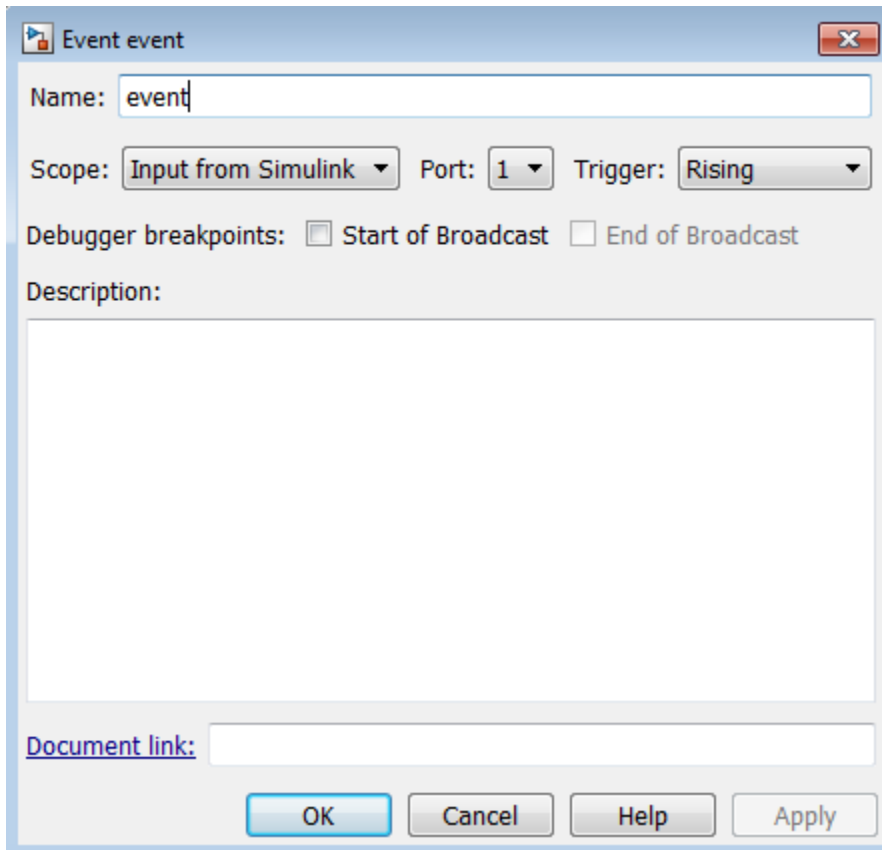 Event event
Name: event
Scope: Input from Simulink Port: 1 Trigger: Rising
Debugger breakpoints: Start of Broadcast End of Broadcast
Description:
Document link:
OK Cancel Help Apply